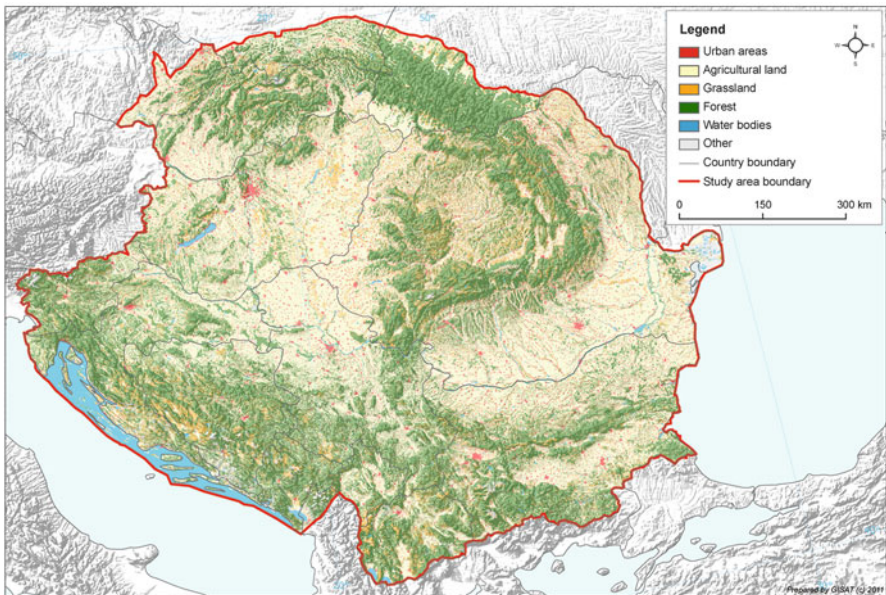 Legend
N
W E
S
Urban areas
Agricultural land
Grassland
Forest
Water bodies
Other
Country boundary
Study area boundary
0 150 300 km
Prepared by GISAT (c) 2011